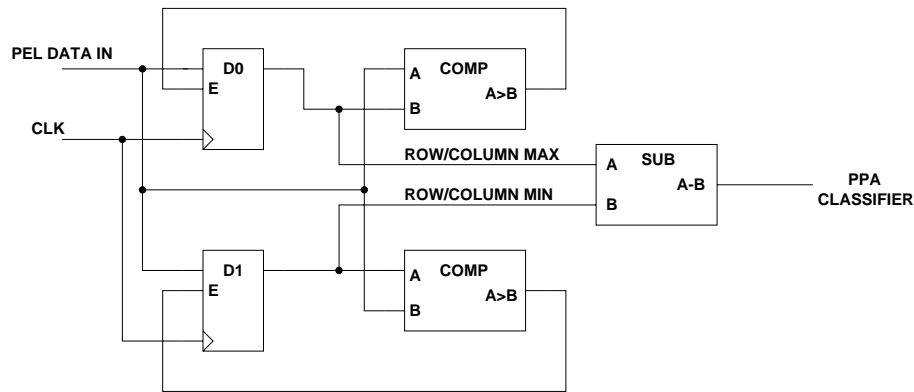 PEL DATA IN
D0
E
COMP
A
A>B
B
CLK
ROW/COLUMN MAX
SUB
A
A-B
PPA
CLASSIFIER
ROW/COLUMN MIN
B
D1
E
COMP
A
A>B
B